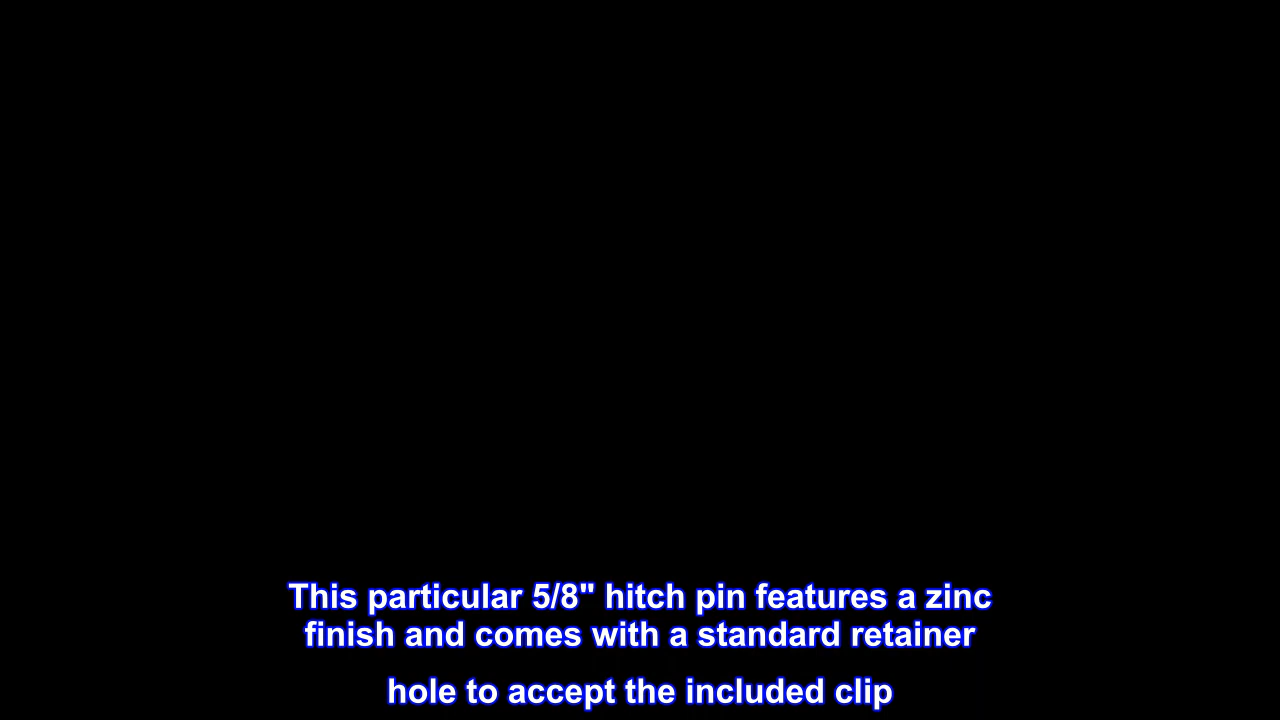 This particular 5/8" hitch pin features a zinc
finish and comes with a standard retainer
hole to accept the included clip